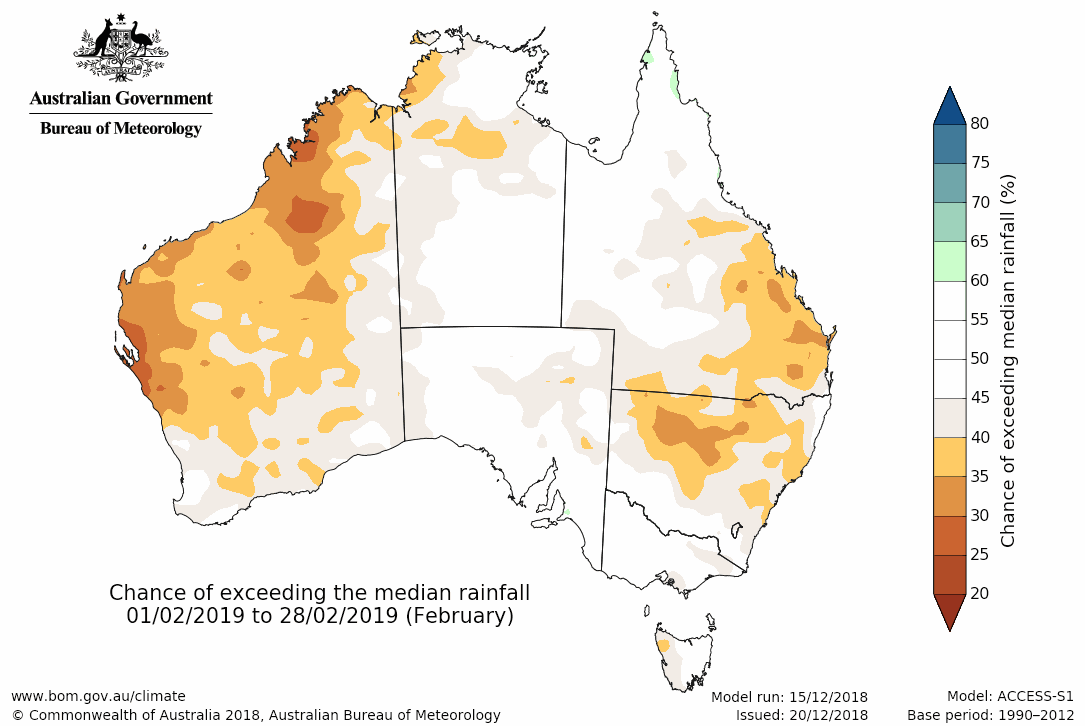 Australian Government
Bureau of Meteorology
80
75
70
65
60
55
50
45
40
35
30
25
20
Chance of exceeding median rainfall (%)
Chance of exceeding the median rainfall
01/02/2019 to 28/02/2019 (February)
www.bom.gov.au/climate
© Commonwealth of Australia 2018, Australian Bureau of Meteorology
Model run: 15/12/2018
Issued: 20/12/2018
Model: ACCESS-S1
Base period: 1990–2012